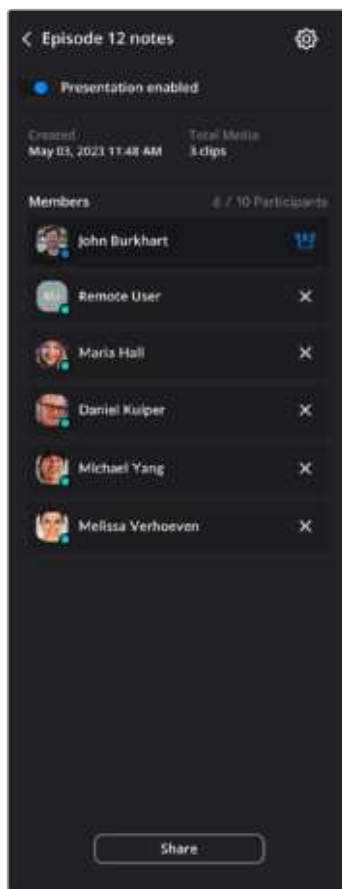 Episode 12 notes
Presentation enabled
Created Total Media
May 03, 2023 11:48 AM 3 clips
Members 6 / 10 Participants
John Burkhart
RU Remote User
Maria Hall
Daniel Kuiper
Michael Yang
Melissa Verhoeven
Share